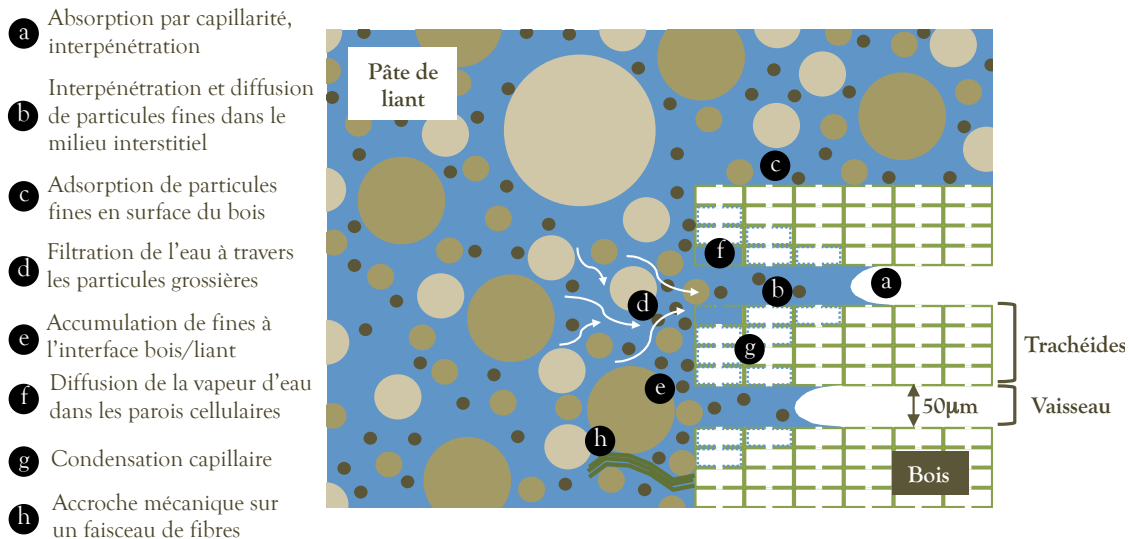 a Absorption par capillarité,
interpénétration
b Interpénétration et diffusion
de particules fines dans le
milieu interstitiel
c Adsorption de particules
fines en surface du bois
d Filtration de l'eau à travers
les particules grossières
e Accumulation de fines à
l'interface bois/liant
f Diffusion de la vapeur d'eau
dans les parois cellulaires
g Condensation capillaire
h Accroche mécanique sur
un faisceau de fibres
Pâte de
liant
c
f
b
a
d
g
e
h
Trachéides
50µm
Vaisseau
Bois